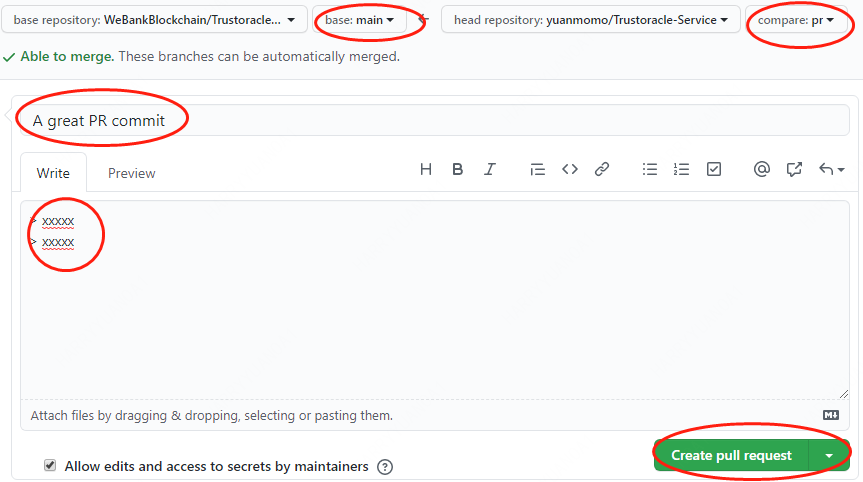 base repository: WeBankBlockchain/Trustoracle... base: main head repository: yuanmomo/Trustoracle-Service compare: pr
Able to merge. These branches can be automatically merged.
A great PR commit
Write Preview H B I @
> xxxxx
> xxxxx
Attach files by dragging & dropping, selecting or pasting them.
Create pull request
Allow edits and access to secrets by maintainers ?